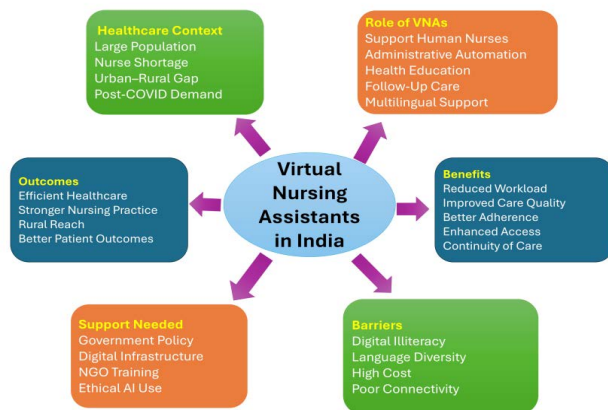 Healthcare Context
Large Population
Nurse Shortage
Urban–Rural Gap
Post-COVID Demand
Role of VNAs
Support Human Nurses
Administrative Automation
Health Education
Follow-Up Care
Multilingual Support
Virtual
Nursing
Assistants
in India
Outcomes
Efficient Healthcare
Stronger Nursing Practice
Rural Reach
Better Patient Outcomes
Benefits
Reduced Workload
Improved Care Quality
Better Adherence
Enhanced Access
Continuity of Care
Support Needed
Government Policy
Digital Infrastructure
NGO Training
Ethical AI Use
Barriers
Digital Illiteracy
Language Diversity
High Cost
Poor Connectivity